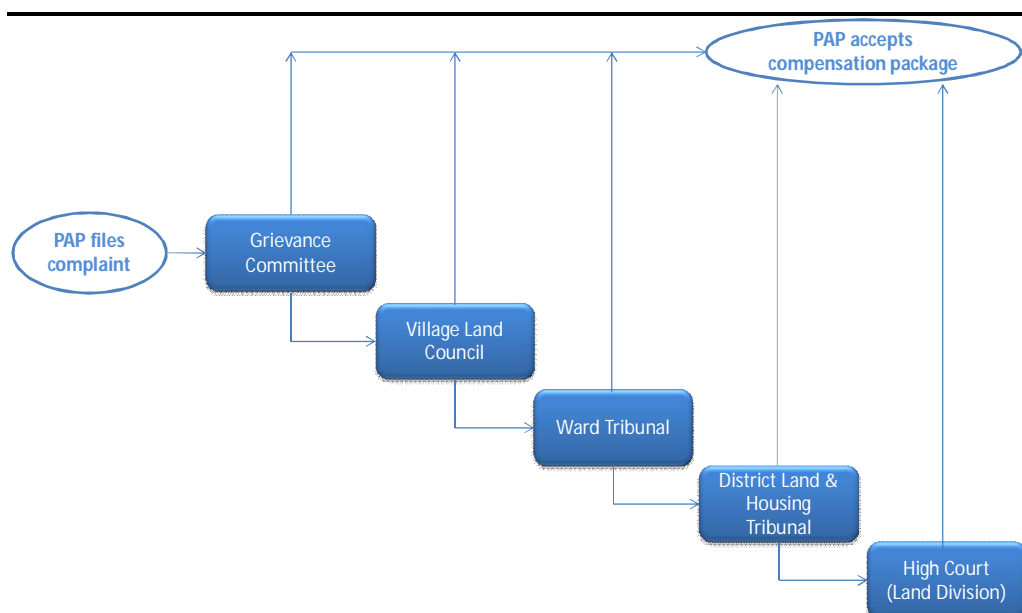 PAP accepts
compensation package
PAP files
complaint
Grievance
Committee
Village Land
Council
Ward Tribunal
District Land &
Housing
Tribunal
High Court
(Land Division)